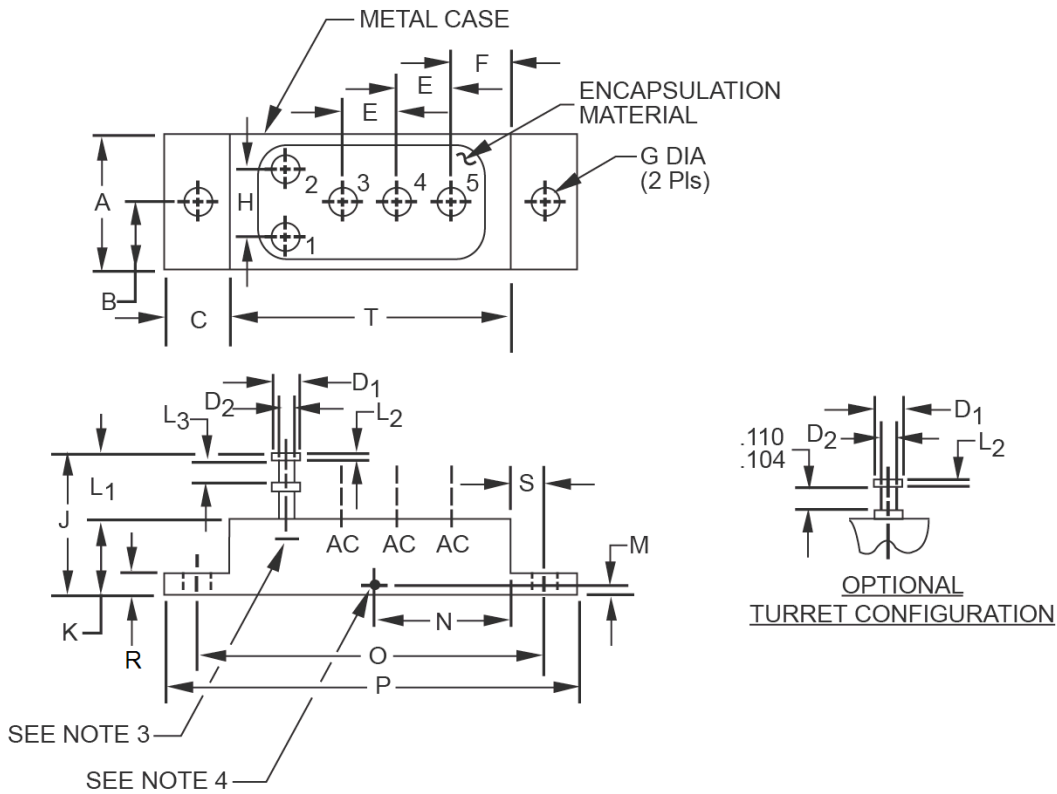 METAL CASE
F
E
E
ENCAPSULATION
MATERIAL
G DIA
(2 Pls)
A
H
2
3
4
5
1
B
C
T
D1
D2
L3
L2
L1
J
S
AC
AC
AC
M
K
R
N
O
P
SEE NOTE 3
SEE NOTE 4
D1
.110
.104
D2
L2
OPTIONAL
TURRET CONFIGURATION